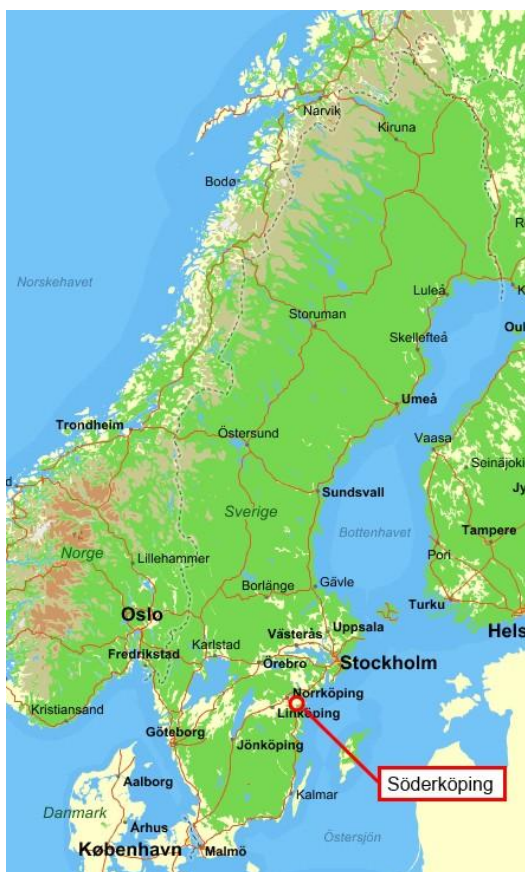 Narvik
Kiruna
Bodø
Norskehavet
Luleå
K
Storuman
Oul
Skellefteå
Umeå
Trondheim
Vaasa
Östersund
Seinäjoki
d
Jy
Sundsvall
Sverige
Bottenhavet
Tampere
Norge
Lillehammer
Pori
Borlänge
Gävle
Turku
Oslo
Uppsala
Hels
Västerås
Karlstad
Fredrikstad
Örebro
Stockholm
Norrköping
Kristiansand
Linköping
Göteborg
Jönköping
Söderköping
Aalborg
Kalmar
Danmark
Århus
Östersjön
København
Malmö